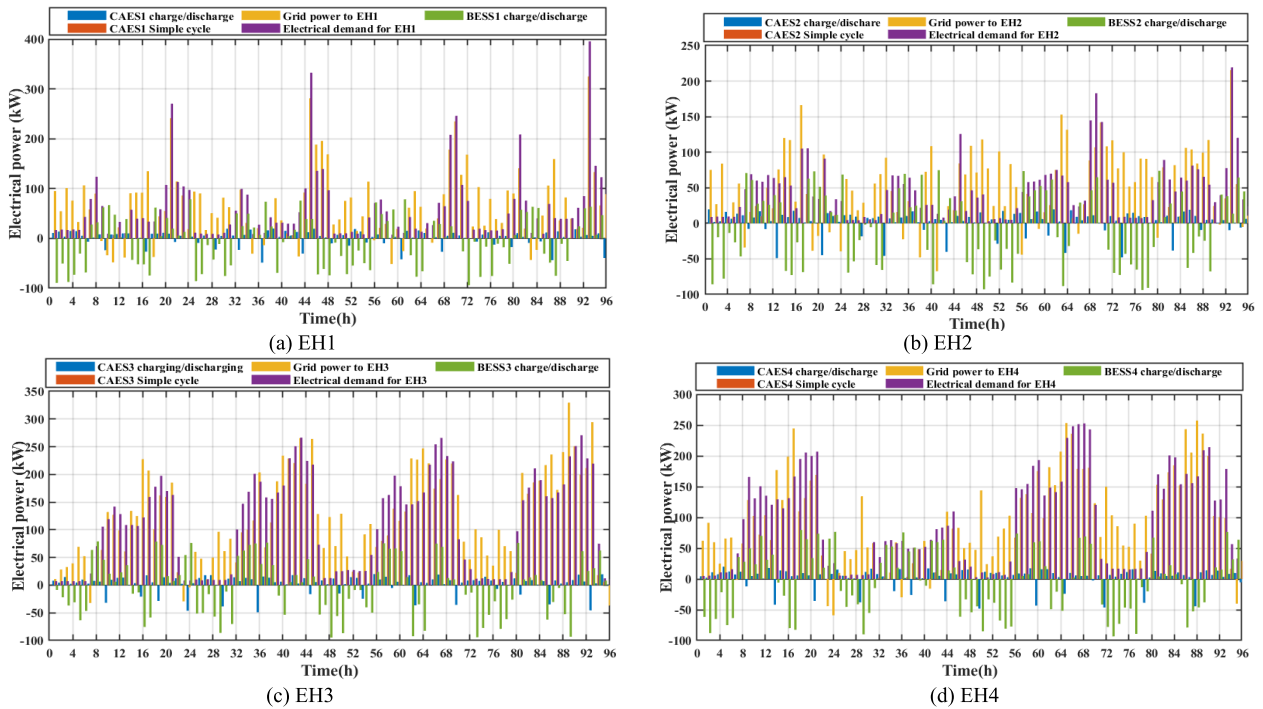 CAES1 charge/discharge Grid power to EH1 BESS1 charge/discharge
CAES1 Simple cycle Electrical demand for EH1
400
300
200
100
0
-100
Electrical power (kW)
0 4 8 12 16 20 24 28 32 36 40 44 48 52 56 60 64 68 72 76 80 84 88 92 96
Time(h)
(a) EH1
CAES2 charge/dischare Grid power to EH2 BESS2 charge/discharge
CAES2 Simple cycle Electrical demand for EH2
250
200
150
100
50
0
-50
-100
Electrical power (kW)
0 4 8 12 16 20 24 28 32 36 40 44 48 52 56 60 64 68 72 76 80 84 88 92 96
Time(h)
(b) EH2
CAES3 charging/discharging Grid power to EH3 BESS3 charge/discharge
CAES3 Simple cycle Electrical demand for EH3
350
300
250
200
150
100
50
0
-50
-100
Electrical power (kW)
0 4 8 12 16 20 24 28 32 36 40 44 48 52 56 60 64 68 72 76 80 84 88 92 96
Time(h)
(c) EH3
CAES4 charge/discharge Grid power to EH4 BESS4 charge/discharge
CAES4 Simple cycle Electrical demand for EH4
300
250
200
150
100
50
0
-50
-100
Electrical power (kW)
0 4 8 12 16 20 24 28 32 36 40 44 48 52 56 60 64 68 72 76 80 84 88 92 96
Time(h)
(d) EH4